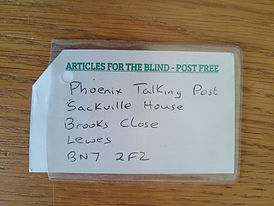 ARTICLES FOR THE BLIND - POST FREE
Phoenix Talking Post
Sackville House
Brooks Close
Lewes
BN7 2FZ